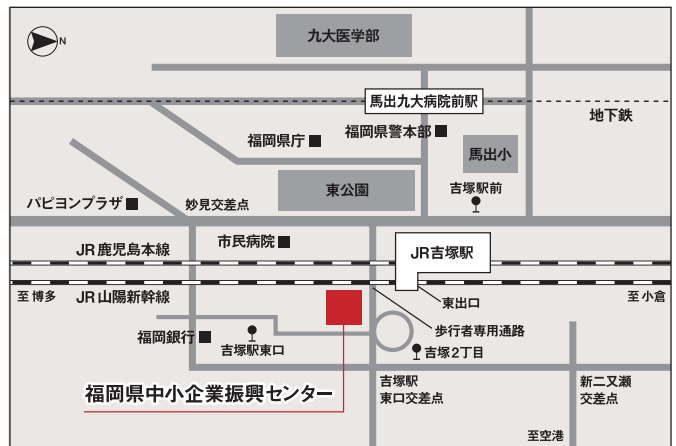 九大医学部
N
馬出九大病院前駅
地下鉄
福岡県庁
福岡県警本部
馬出小
東公園
吉塚駅前
パピヨンプラザ
妙見交差点
市民病院
JR吉塚駅
JR鹿児島本線
至博多
JR山陽新幹線
至小倉
東出口
歩行者専用通路
福岡銀行
吉塚駅東口
吉塚2丁目
福岡県中小企業振興センター
吉塚駅
東口交差点
新二又瀬
交差点
至空港